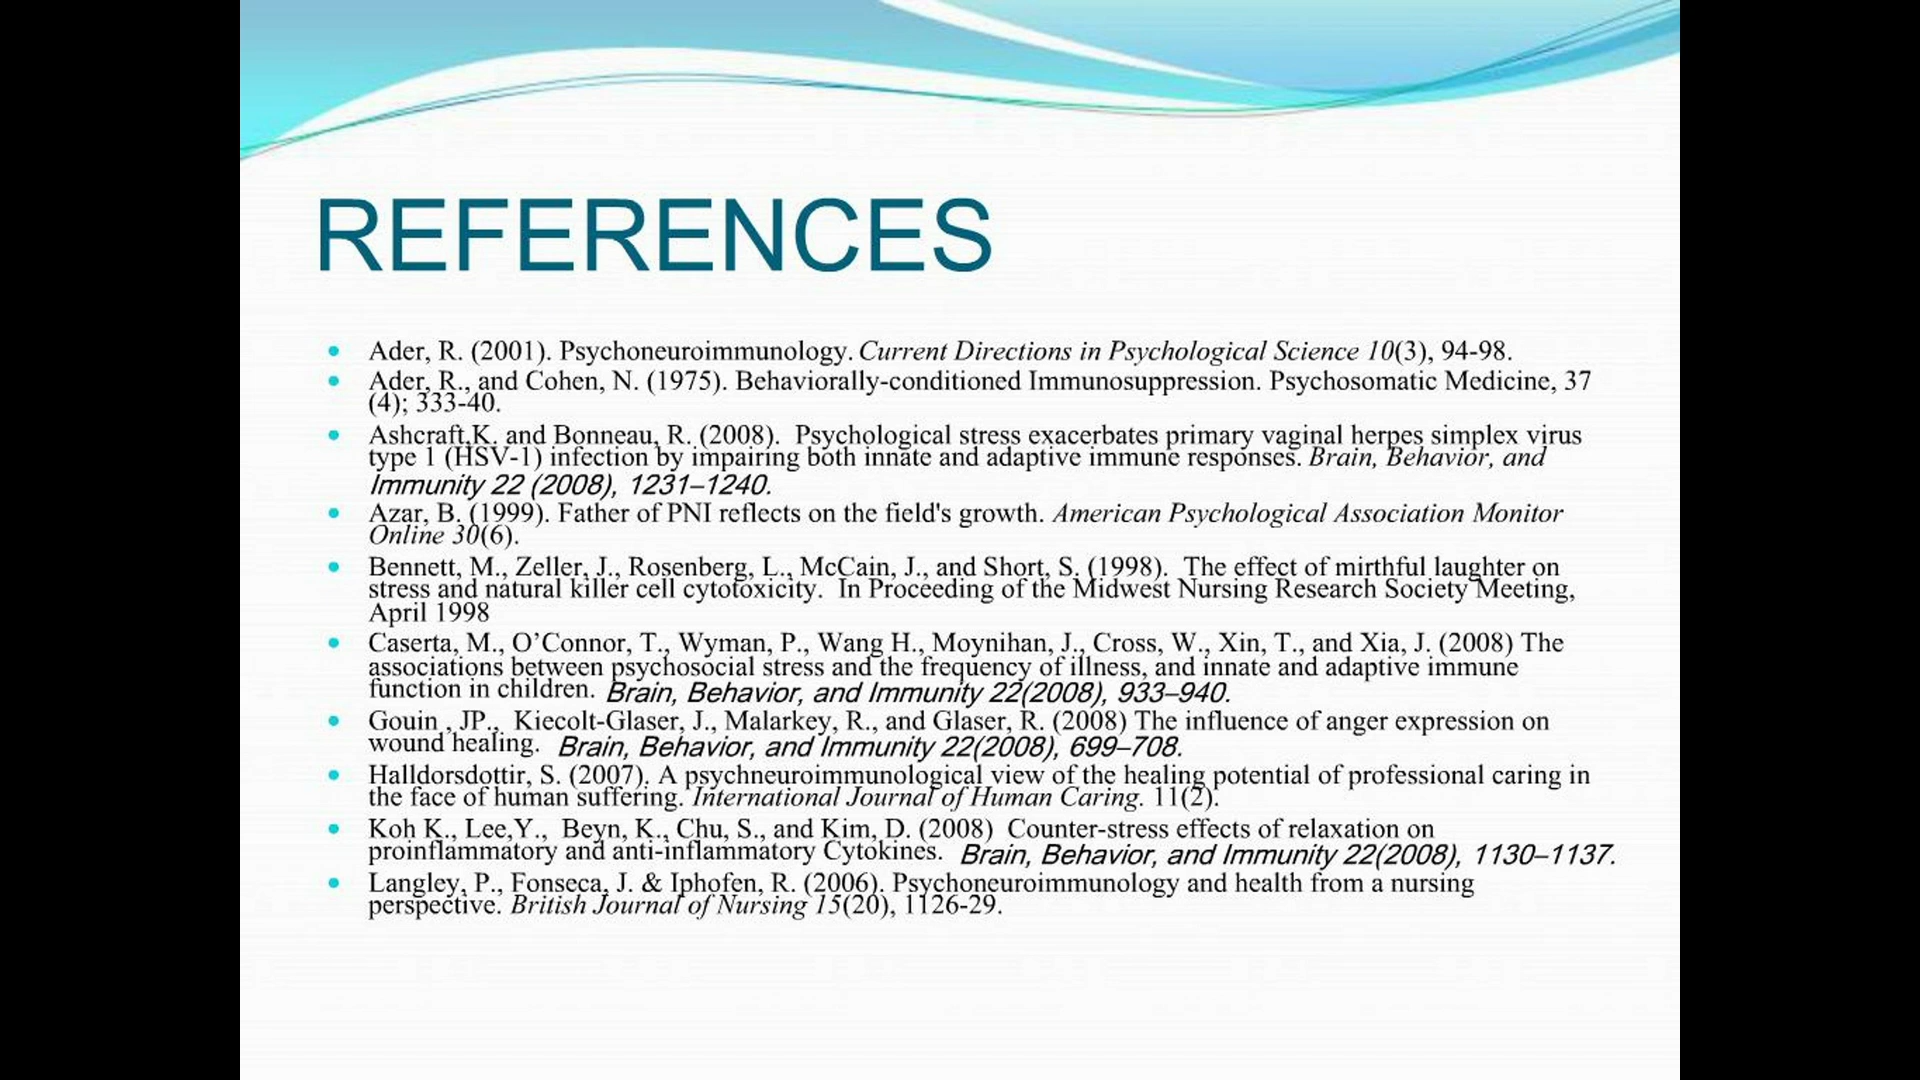 REFERENCES
Ader, R. (2001). Psychoneuroimmunology. Current Directions in Psychological Science 10(3), 94-98.
Ader, R., and Cohen, N. (1975). Behaviorally-conditioned Immunosuppression. Psychosomatic Medicine, 37
(4); 333-40.
Ashcraft,K. and Bonneau, R. (2008).  Psychological stress exacerbates primary vaginal herpes simplex virus
type 1 (HSV-1) infection by impairing both innate and adaptive immune responses. Brain, Behavior, and
Immunity 22 (2008), 1231–1240.
Azar, B. (1999). Father of PNI reflects on the field's growth. American Psychological Association Monitor
Online 30(6).
Bennett, M., Zeller, J., Rosenberg, L., McCain, J., and Short, S. (1998).  The effect of mirthful laughter on
stress and natural killer cell cytotoxicity.  In Proceeding of the Midwest Nursing Research Society Meeting,
April 1998
Caserta, M., O’Connor, T., Wyman, P., Wang H., Moynihan, J., Cross, W., Xin, T., and Xia, J. (2008) The
associations between psychosocial stress and the frequency of illness, and innate and adaptive immune
function in children.  Brain, Behavior, and Immunity 22(2008), 933–940.
Gouin , JP.,  Kiecolt-Glaser, J., Malarkey, R., and Glaser, R. (2008) The influence of anger expression on
wound healing.  Brain, Behavior, and Immunity 22(2008), 699–708.
Halldorsdottir, S. (2007). A psychneuroimmunological view of the healing potential of professional caring in
the face of human suffering. International Journal of Human Caring. 11(2).
Koh K., Lee,Y.,  Beyn, K., Chu, S., and Kim, D. (2008)  Counter-stress effects of relaxation on
proinflammatory and anti-inflammatory Cytokines.  Brain, Behavior, and Immunity 22(2008), 1130–1137.
Langley, P., Fonseca, J. & Iphofen, R. (2006). Psychoneuroimmunology and health from a nursing
perspective. British Journal of Nursing 15(20), 1126-29.